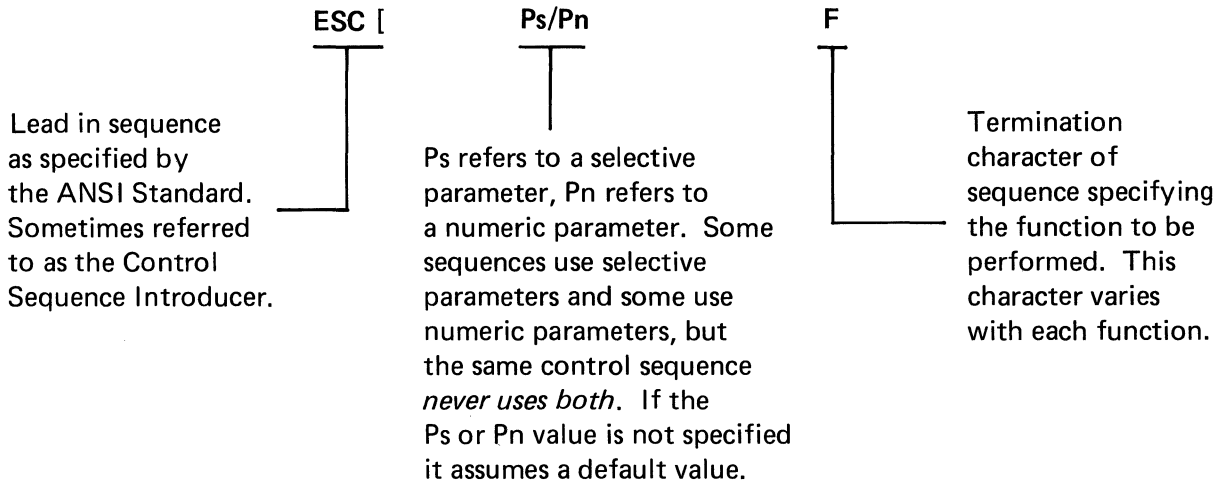 ESC [ Ps/Pn F
Lead in sequence
as specified by
the ANSI Standard.
Sometimes referred
to as the Control
Sequence Introducer.
Ps refers to a selective
parameter, Pn refers to
a numeric parameter. Some
sequences use selective
parameters and some use
numeric parameters, but
the same control sequence
never uses both. If the
Ps or Pn value is not specified
it assumes a default value.
Termination
character of
sequence specifying
the function to be
performed. This
character varies
with each function.